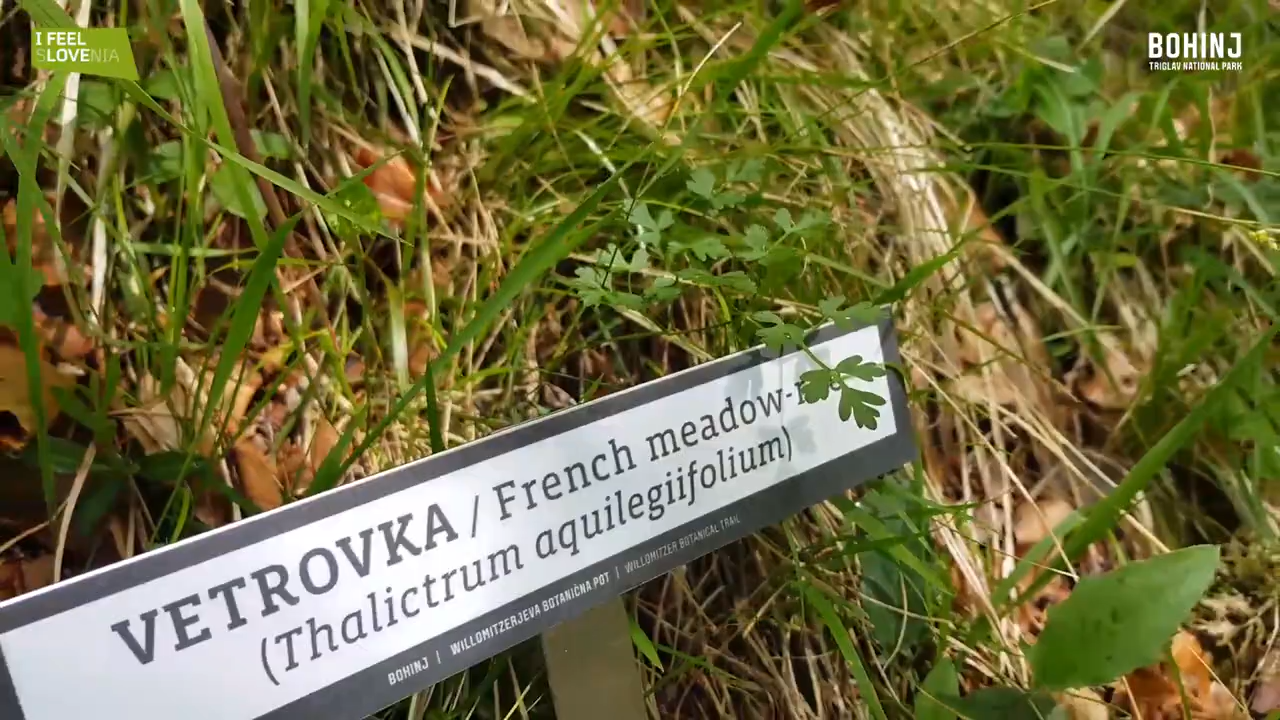 I FEEL
SLOVENIA
BOHINJ
TRIGLAV NATIONAL PARK
VETROVKA / French meadow-
(Thalictrum aquilegiifolium)
BOHINJ | WILLOMITZERJEVA BOTANIČNA POT | WILLOMITZER BOTANICAL TRAIL